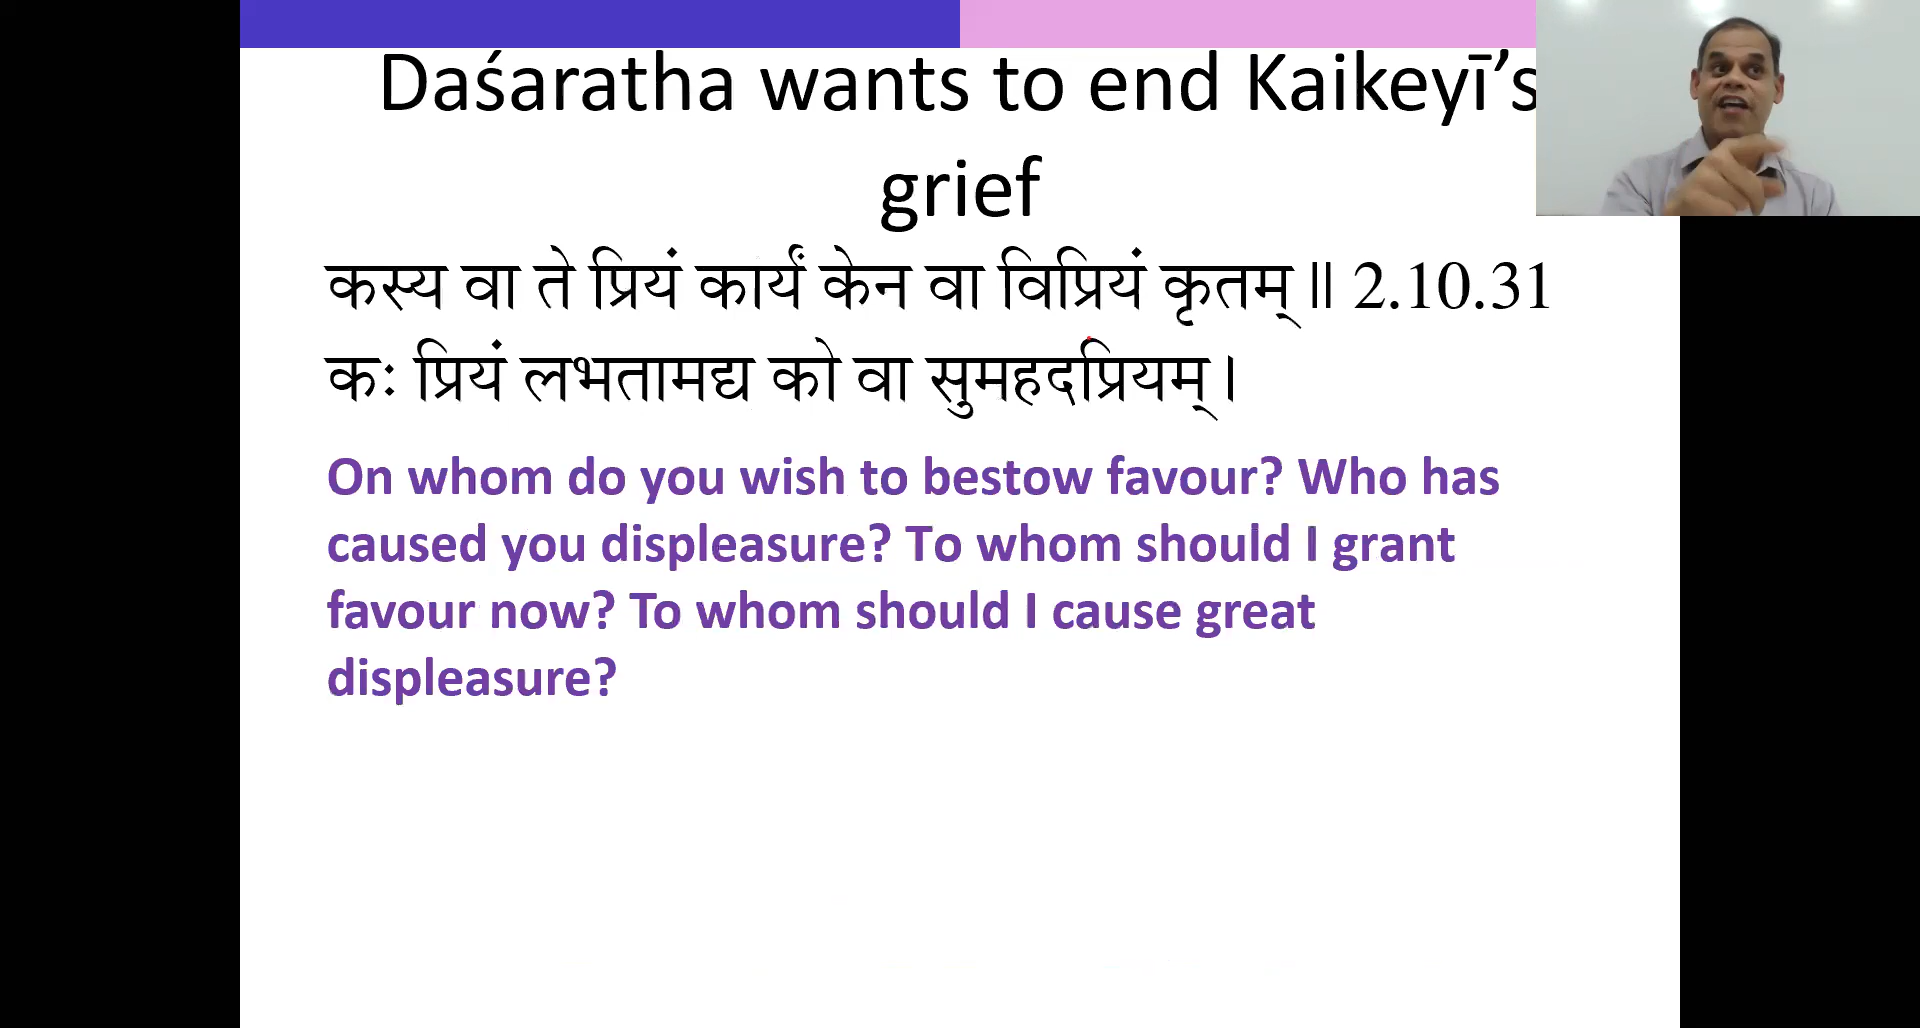 Daśaratha wants to end Kaikeyī’s
grief
कस्य वा ते प्रियं कार्यं केन वा विप्रियं कृतम् ॥ 2.10.31
कः प्रियं लभतामद्य को वा सुमहदप्रियम् ।
On whom do you wish to bestow favour? Who has
caused you displeasure? To whom should I grant
favour now? To whom should I cause great
displeasure?